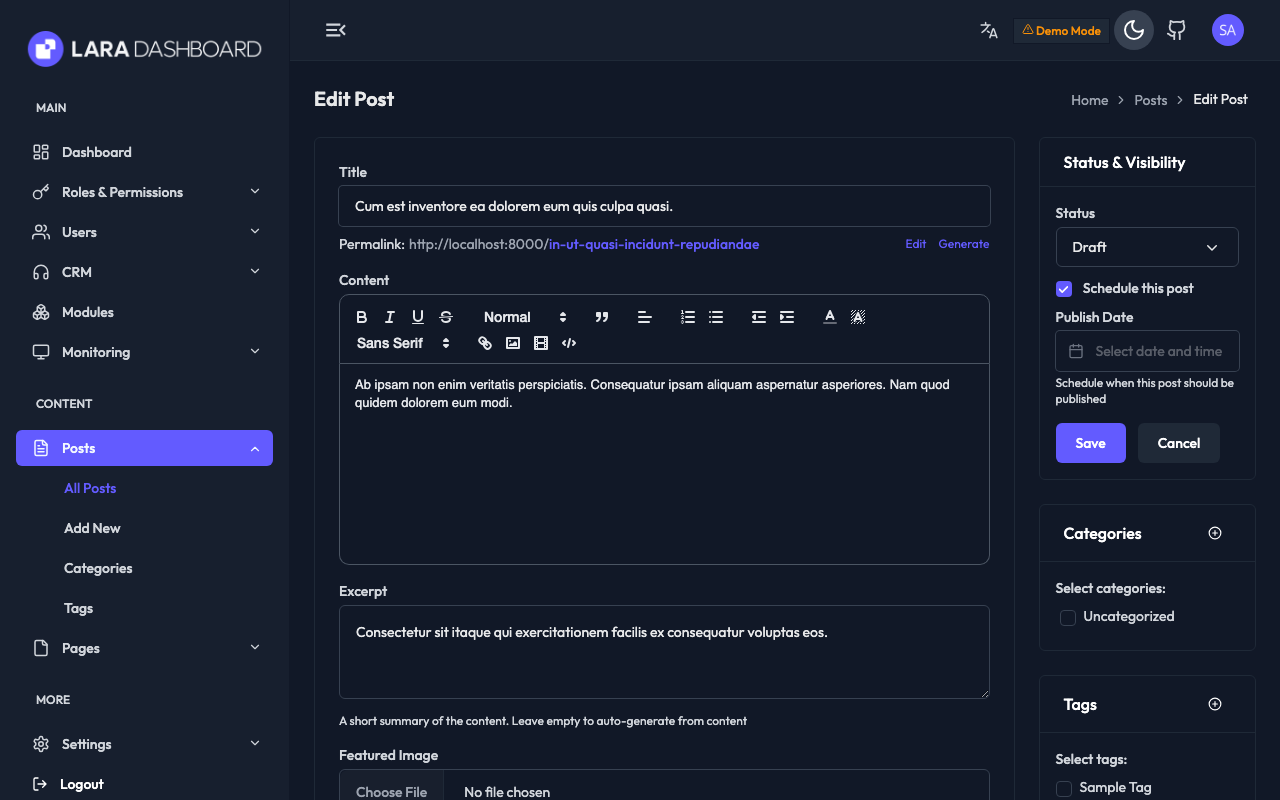 LARA DASHBOARD
MAIN
Dashboard
Roles & Permissions
Users
CRM
Modules
Monitoring
CONTENT
Posts
All Posts
Add New
Categories
Tags
Pages
MORE
Settings
Logout
Demo Mode
SA
Edit Post
Home > Posts > Edit Post
Title
Cum est inventore ea dolorem eum quis culpa quasi.
Permalink: http://localhost:8000/in-ut-quasi-incidunt-repudiandae
Edit Generate
Content
Normal
Sans Serif
Ab ipsam non enim veritatis perspiciatis. Consequatur ipsam aliquam aspernatur asperiores. Nam quod
quidem dolorem eum modi.
Excerpt
Consectetur sit itaque qui exercitationem facilis ex consequatur voluptas eos.
A short summary of the content. Leave empty to auto-generate from content
Featured Image
Choose File No file chosen
Status & Visibility
Status
Draft
Schedule this post
Publish Date
Select date and time
Schedule when this post should be
published
Save Cancel
Categories
Select categories:
Uncategorized
Tags
Select tags:
Sample Tag